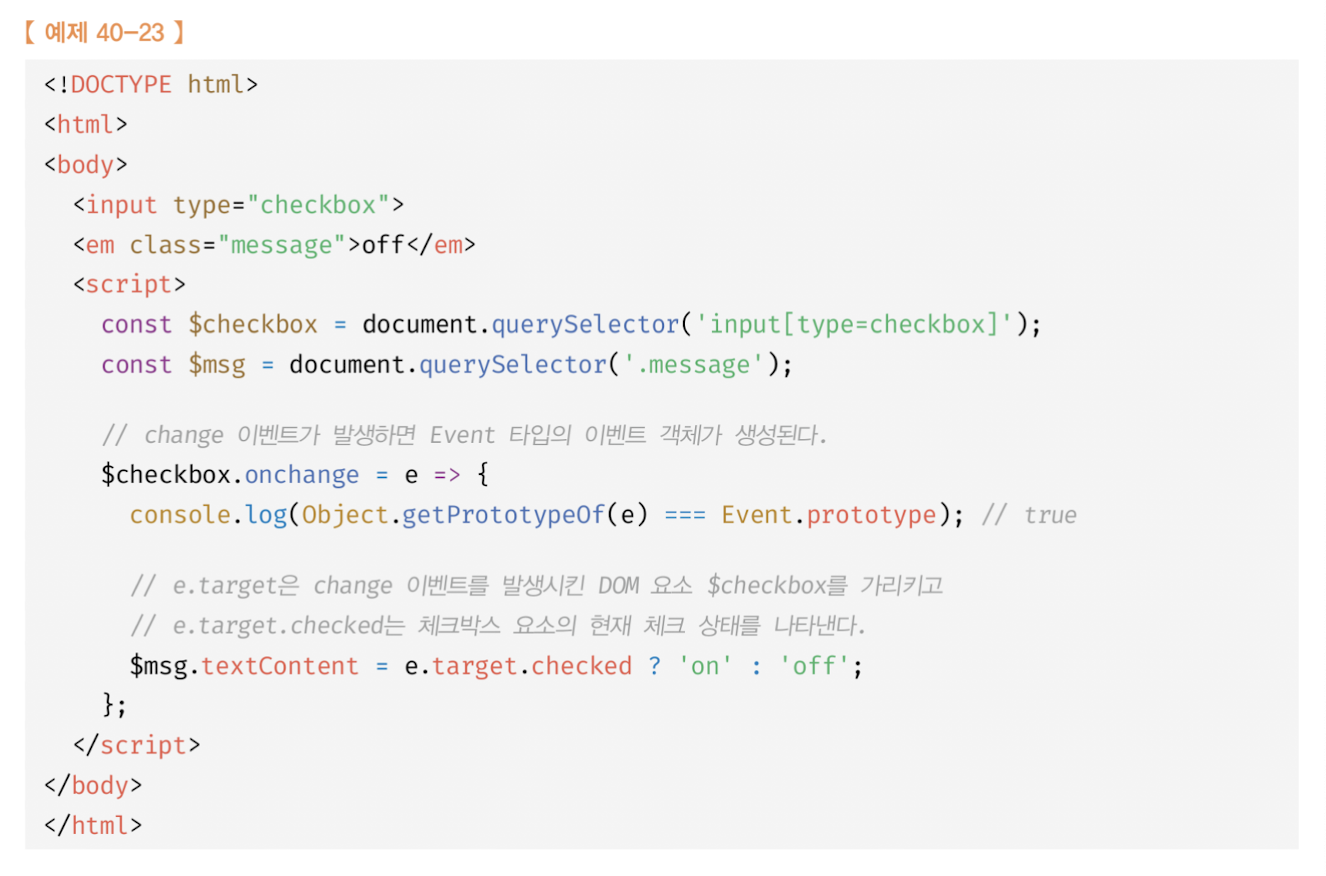 【 예제 40-23 】
<!DOCTYPE html>
<html>
<body>
  <input type="checkbox">
  <em class="message">off</em>
  <script>
    const $checkbox = document.querySelector('input[type=checkbox]');
    const $msg = document.querySelector('.message');
    // change 이벤트가 발생하면 Event 타입의 이벤트 객체가 생성된다.
    $checkbox.onchange = e => {
      console.log(Object.getPrototypeOf(e) === Event.prototype); // true
      // e.target은 change 이벤트를 발생시킨 DOM 요소 $checkbox를 가리키고
      // e.target.checked는 체크박스 요소의 현재 체크 상태를 나타낸다.
      $msg.textContent = e.target.checked ? 'on' : 'off';
    };
  </script>
</body>
</html>